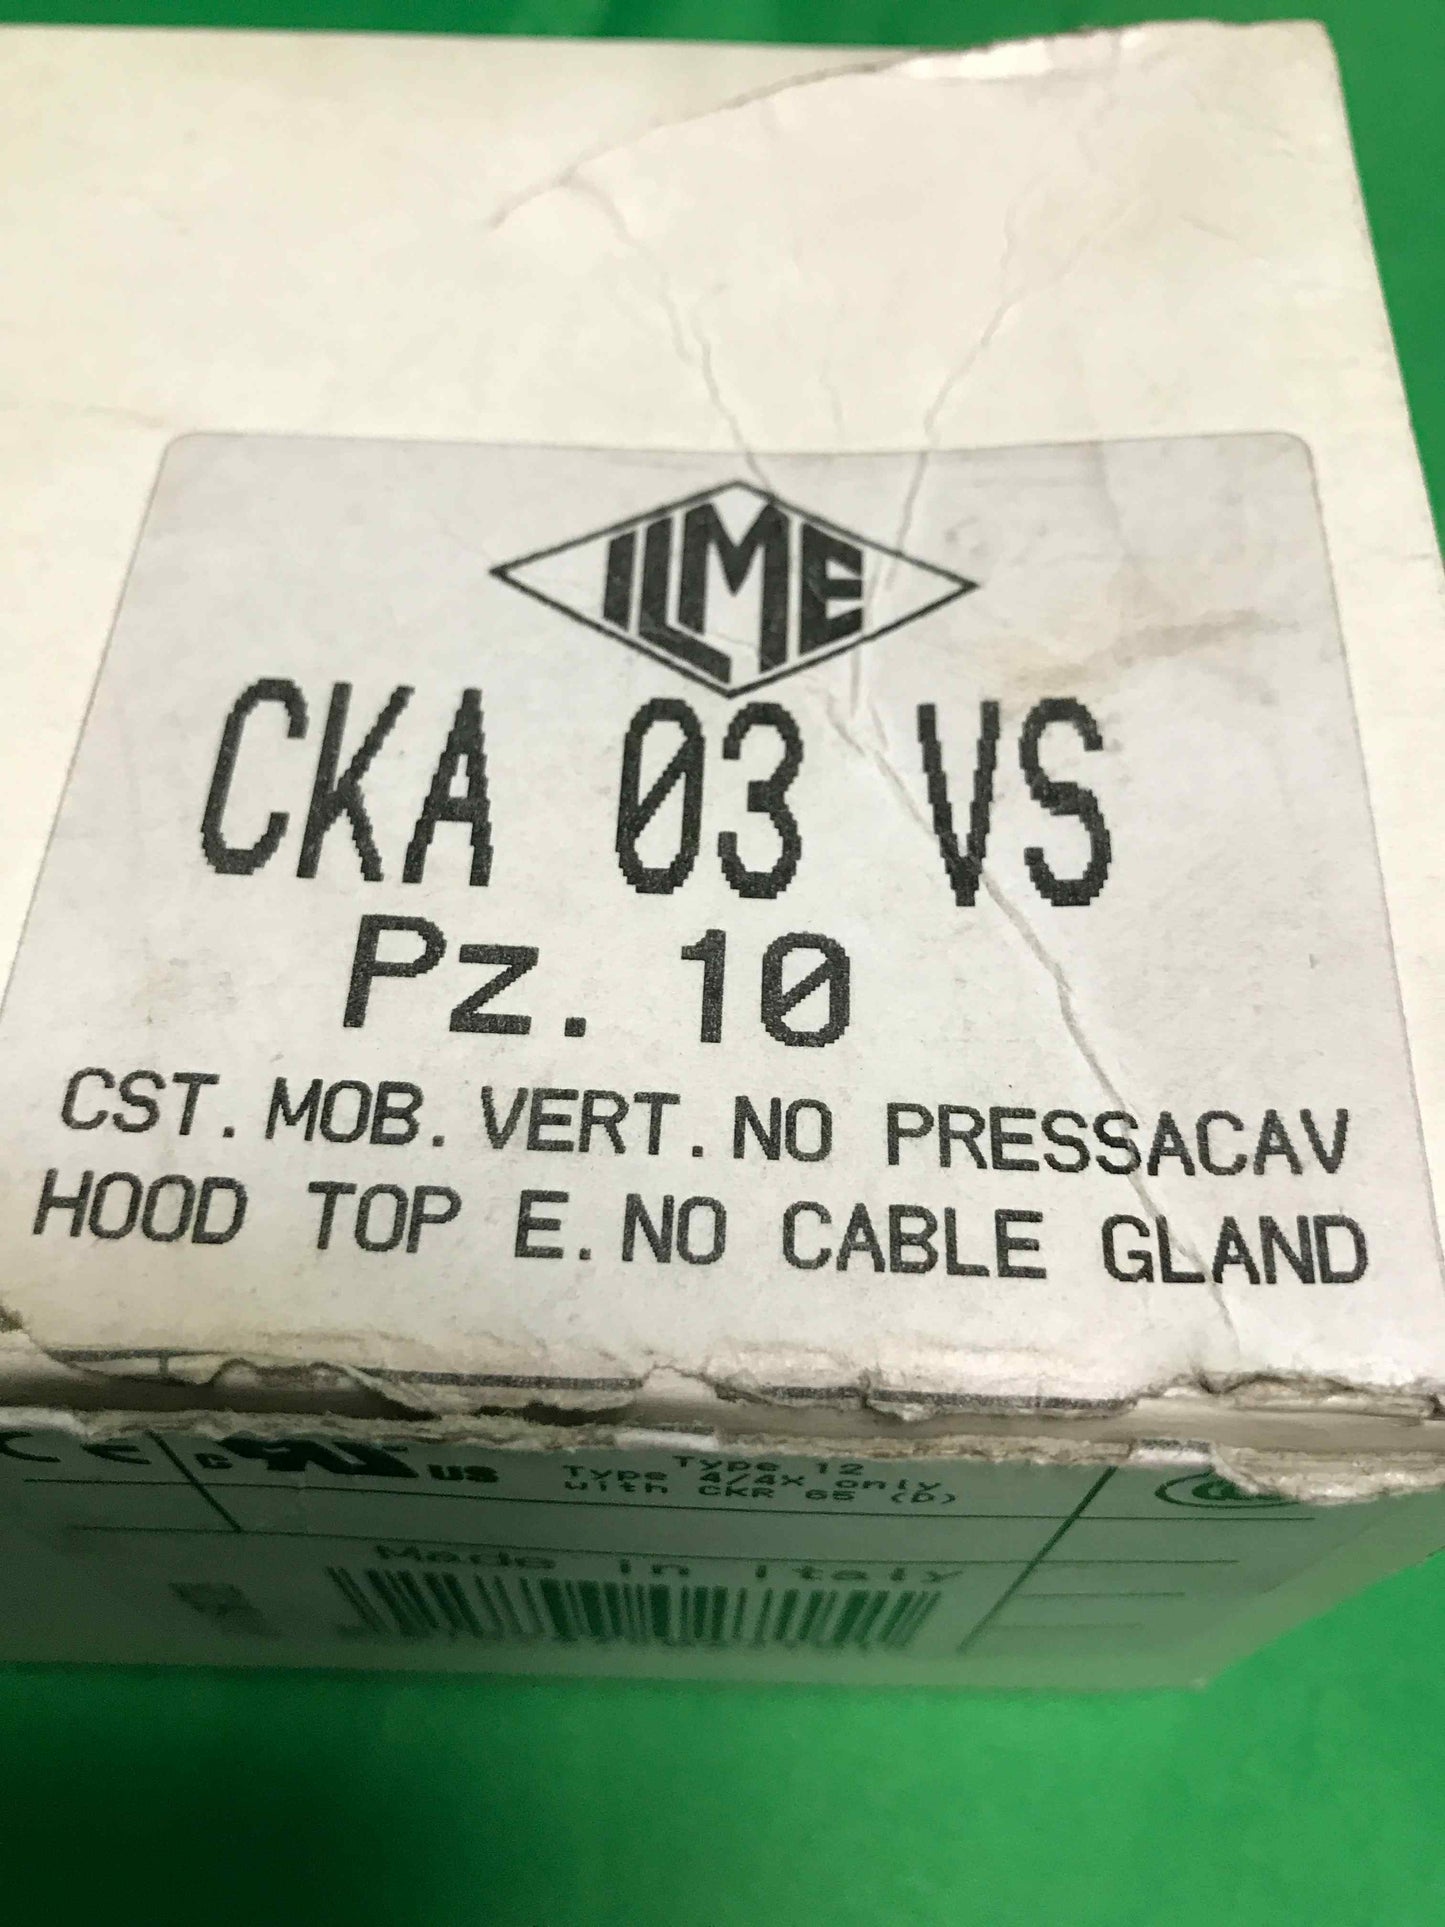 ILME
CKA 03 VS
Pz. 10
CST. MOB. VERT. NO PRESSACAV
HOOD TOP E. NO CABLE GLAND
CE
c US
Type 12
Type 4/4X only
with CKR 65 (D)
Made in Italy